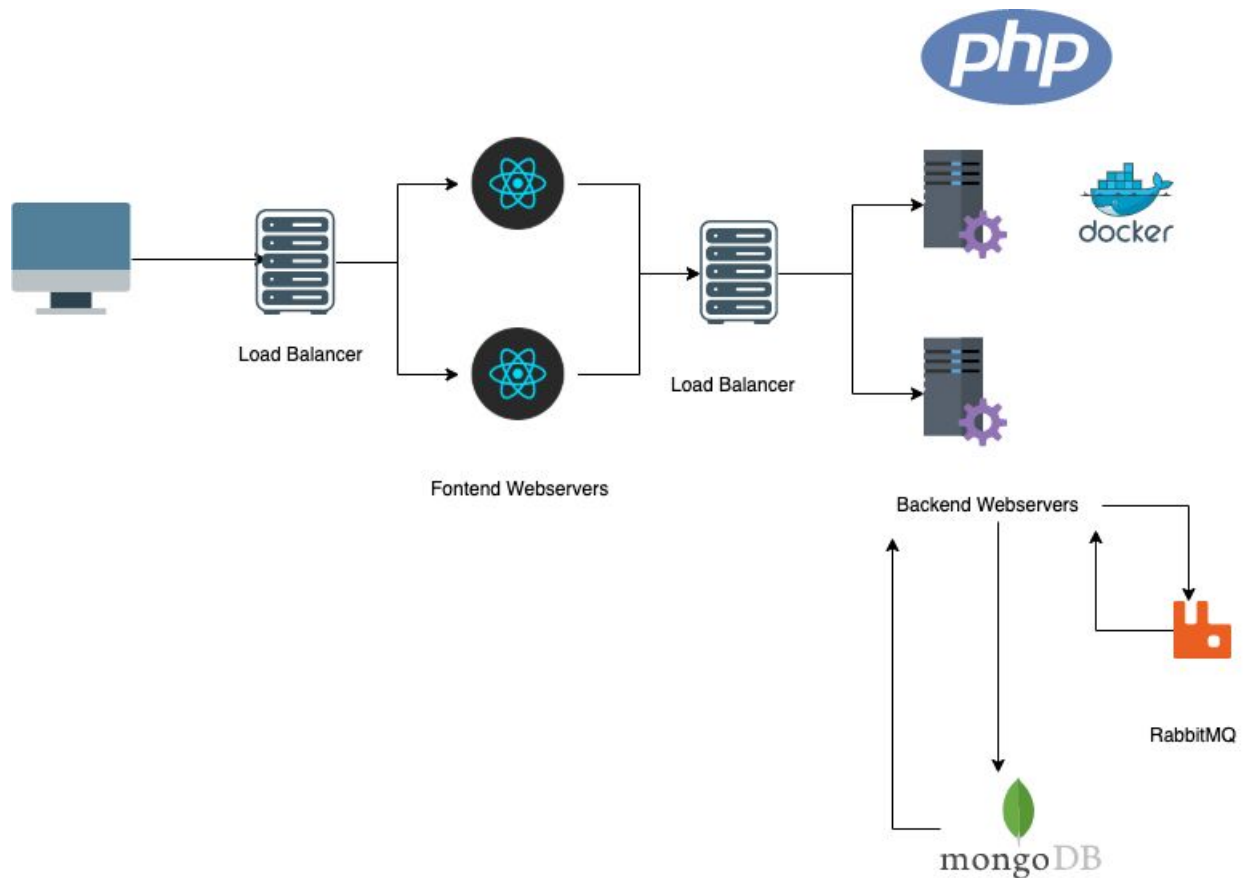 php
docker
Load Balancer
Load Balancer
Fontend Webservers
Backend Webservers
RabbitMQ
mongoDB